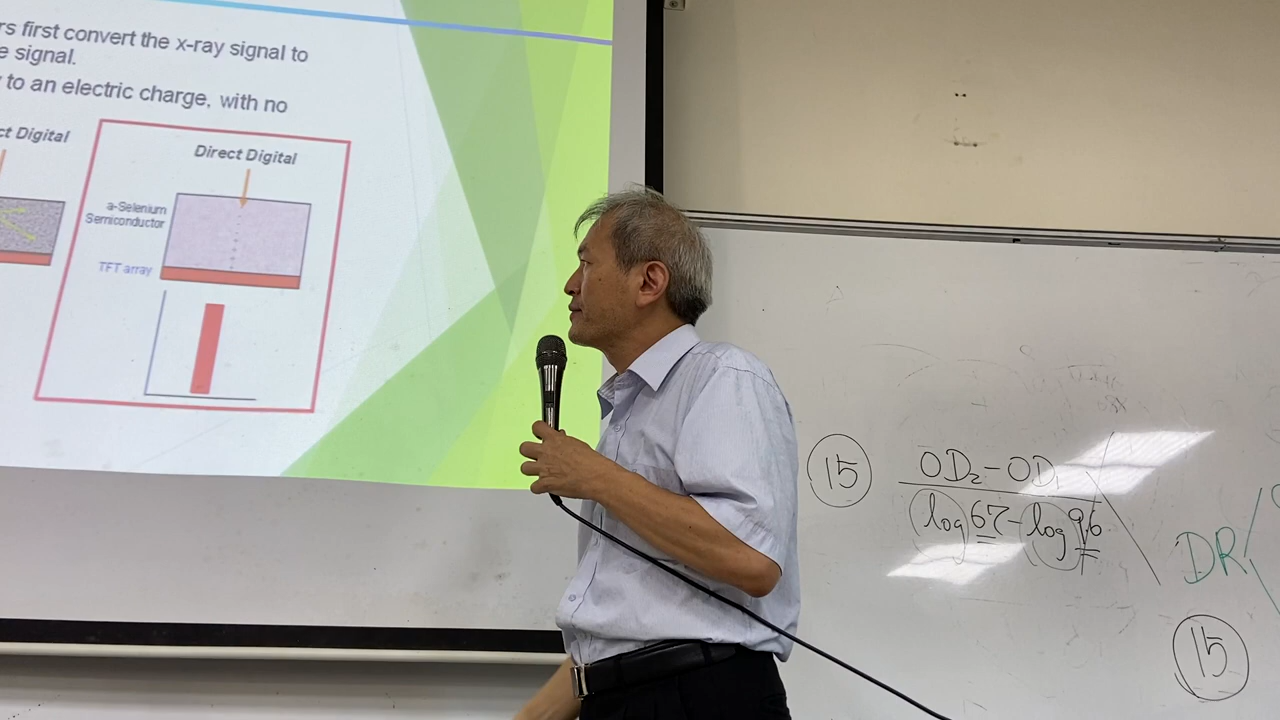 rs first convert the x-ray signal to
e signal.
to an electric charge, with no
ct Digital
Direct Digital
a-Selenium
Semiconductor
TFT array
15
OD₂-OD₁
log 67-log 9.6
DR
15